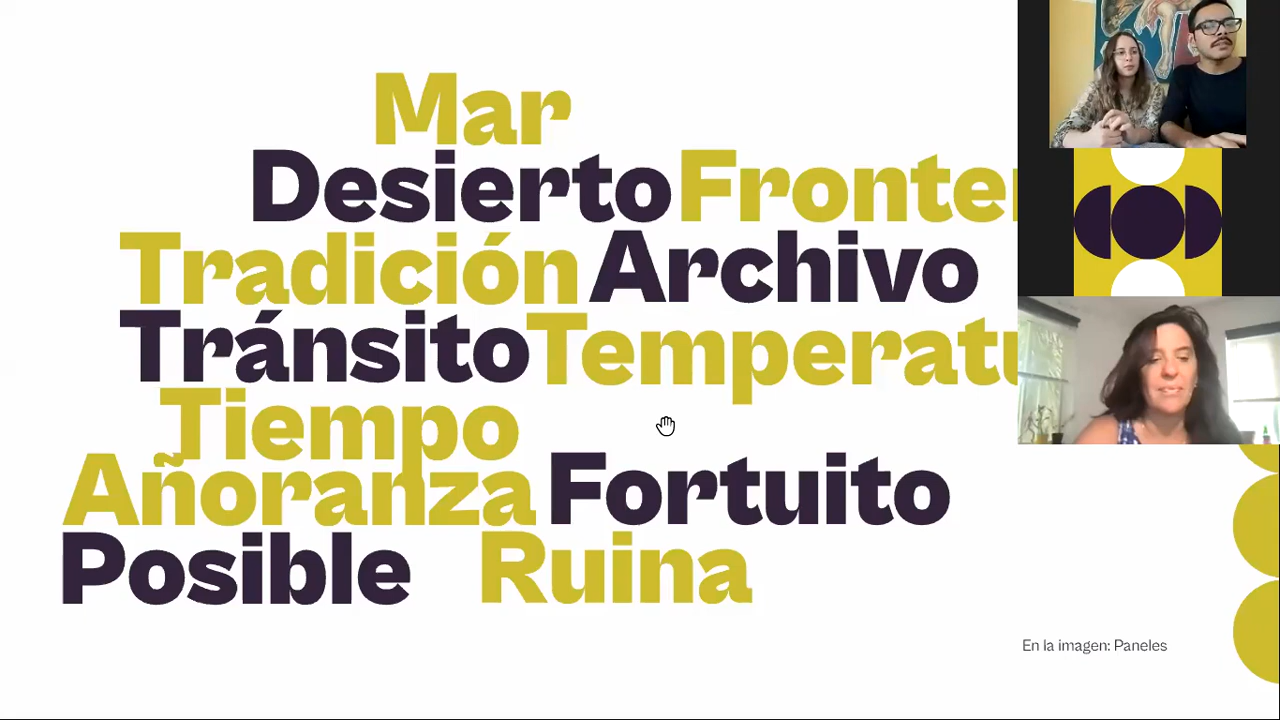 Mar
Desierto Fronter
Tradición Archivo
Tránsito Temperatu
Tiempo
Añoranza Fortuito
Posible Ruina
En la imagen: Paneles